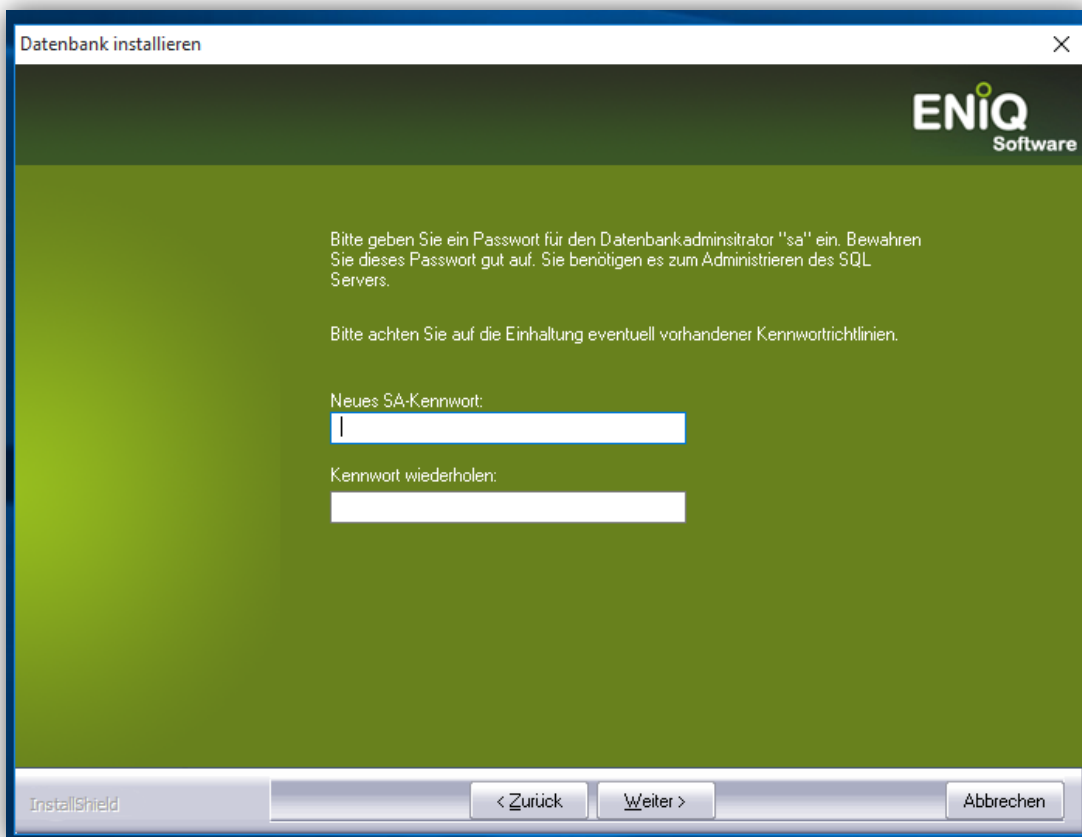 Datenbank installieren
ENiQ
Software
Bitte geben Sie ein Passwort für den Datenbankadminsitrator "sa" ein. Bewahren
Sie dieses Passwort gut auf. Sie benötigen es zum Administrieren des SQL
Servers.
Bitte achten Sie auf die Einhaltung eventuell vorhandener Kennwortrichtlinien.
Neues SA-Kennwort:
Kennwort wiederholen:
InstallShield
< Zurück
Weiter >
Abbrechen